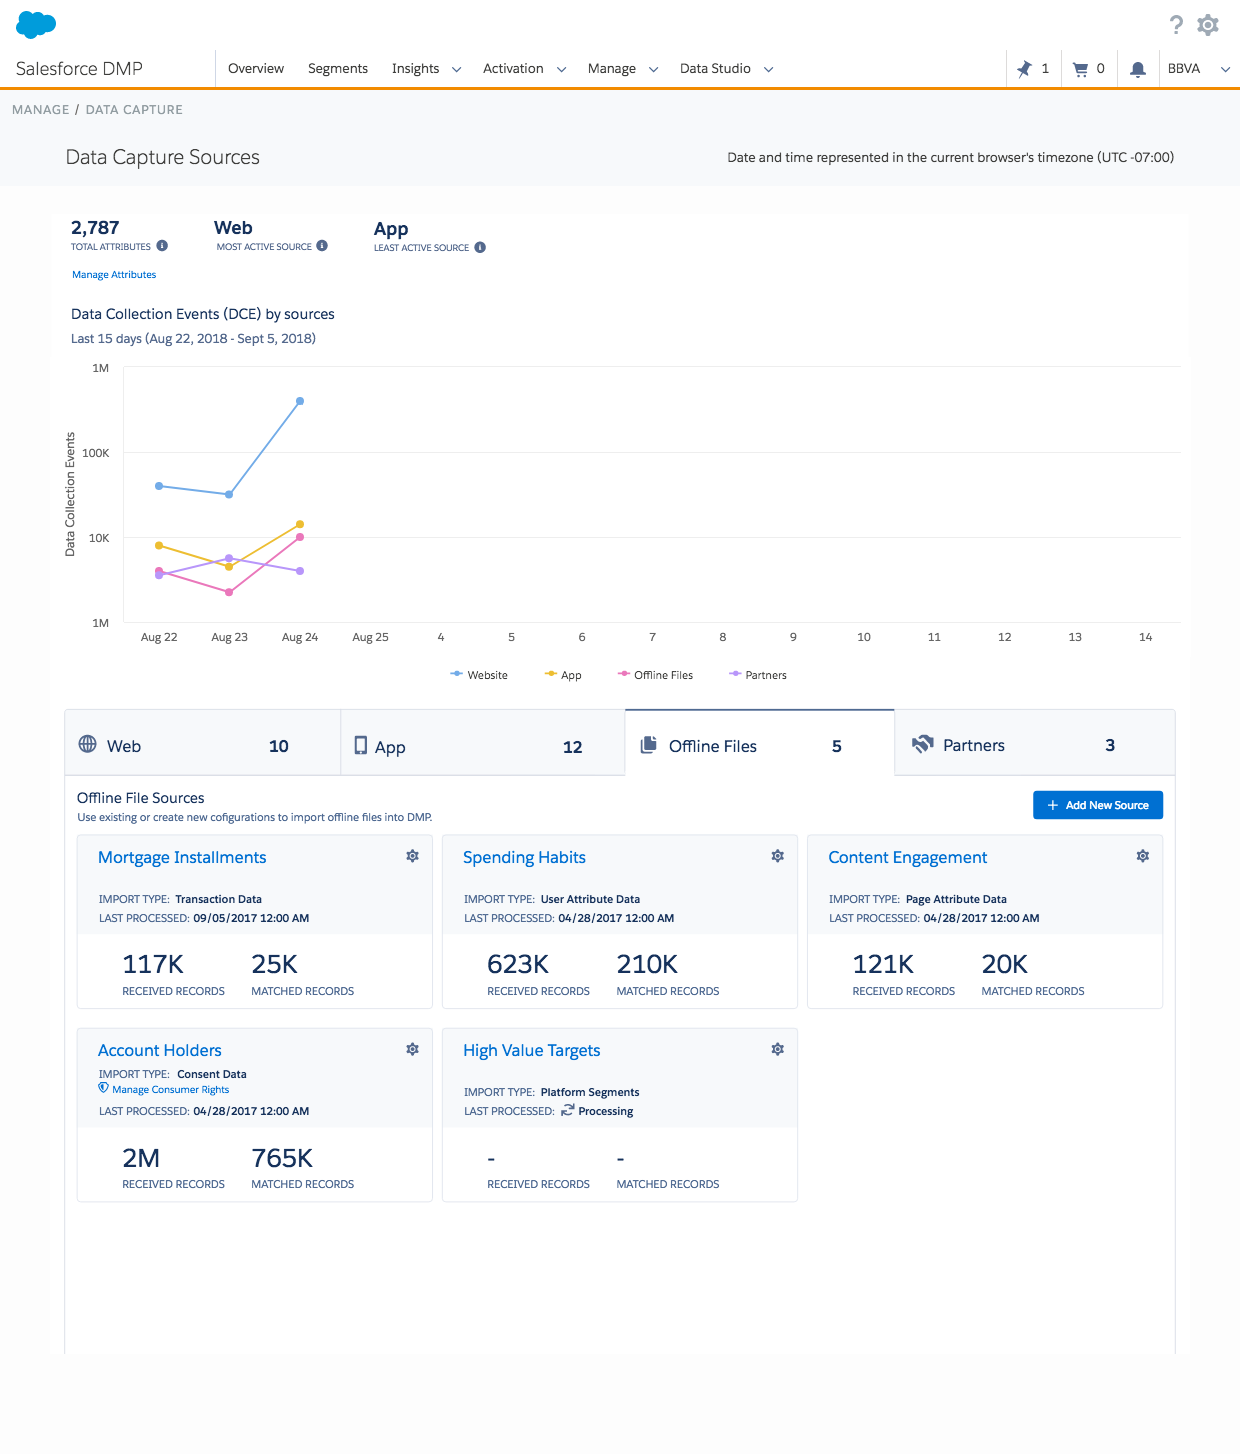 Salesforce DMP
Overview Segments Insights Activation Manage Data Studio 1 0 BBVA
MANAGE / DATA CAPTURE
Data Capture Sources
Date and time represented in the current browser's timezone (UTC -07:00)
2,787 Web App
TOTAL ATTRIBUTES MOST ACTIVE SOURCE LEAST ACTIVE SOURCE
Manage Attributes
Data Collection Events (DCE) by sources
Last 15 days (Aug 22, 2018 - Sept 5, 2018)
1M
100K
Data Collection Events
10K
1M
Aug 22 Aug 23 Aug 24 Aug 25 4 5 6 7 8 9 10 11 12 13 14
Website App Offline Files Partners
Web 10 App 12 Offline Files 5 Partners 3
Offline File Sources
Use existing or create new cofigurations to import offline files into DMP.
+ Add New Source
Mortgage Installments
IMPORT TYPE: Transaction Data
LAST PROCESSED: 09/05/2017 12:00 AM
117K 25K
RECEIVED RECORDS MATCHED RECORDS
Spending Habits
IMPORT TYPE: User Attribute Data
LAST PROCESSED: 04/28/2017 12:00 AM
623K 210K
RECEIVED RECORDS MATCHED RECORDS
Content Engagement
IMPORT TYPE: Page Attribute Data
LAST PROCESSED: 04/28/2017 12:00 AM
121K 20K
RECEIVED RECORDS MATCHED RECORDS
Account Holders
IMPORT TYPE: Consent Data
Manage Consumer Rights
LAST PROCESSED: 04/28/2017 12:00 AM
2M 765K
RECEIVED RECORDS MATCHED RECORDS
High Value Targets
IMPORT TYPE: Platform Segments
LAST PROCESSED: Processing
- -
RECEIVED RECORDS MATCHED RECORDS